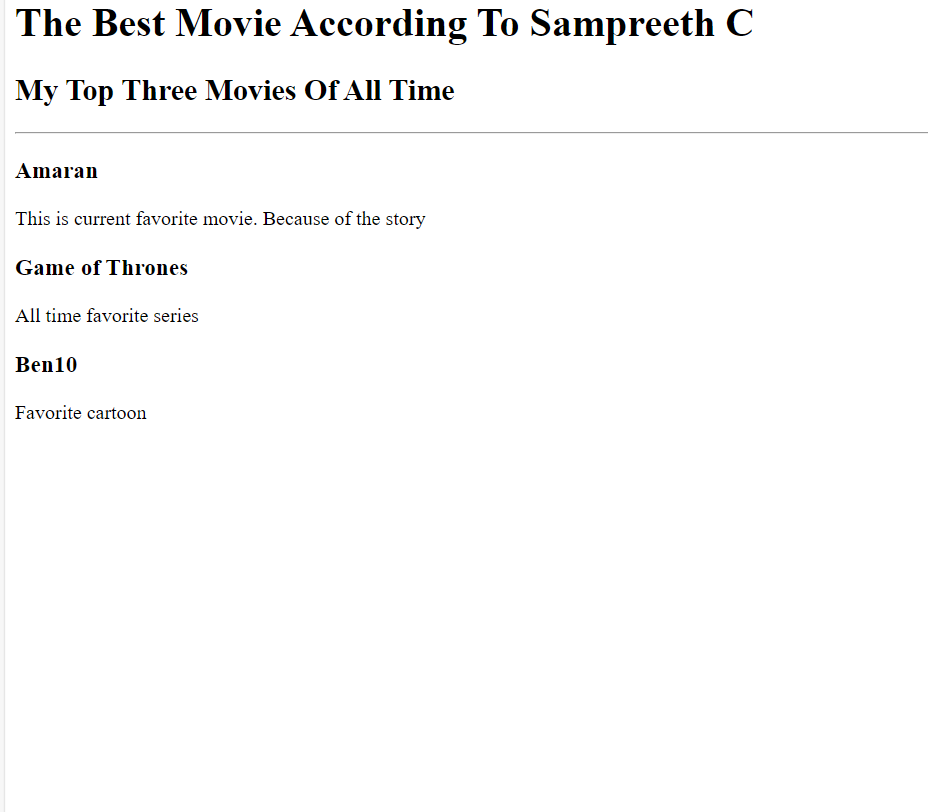 The Best Movie According To Sampreeth C
My Top Three Movies Of All Time
Amaran
This is current favorite movie. Because of the story
Game of Thrones
All time favorite series
Ben10
Favorite cartoon